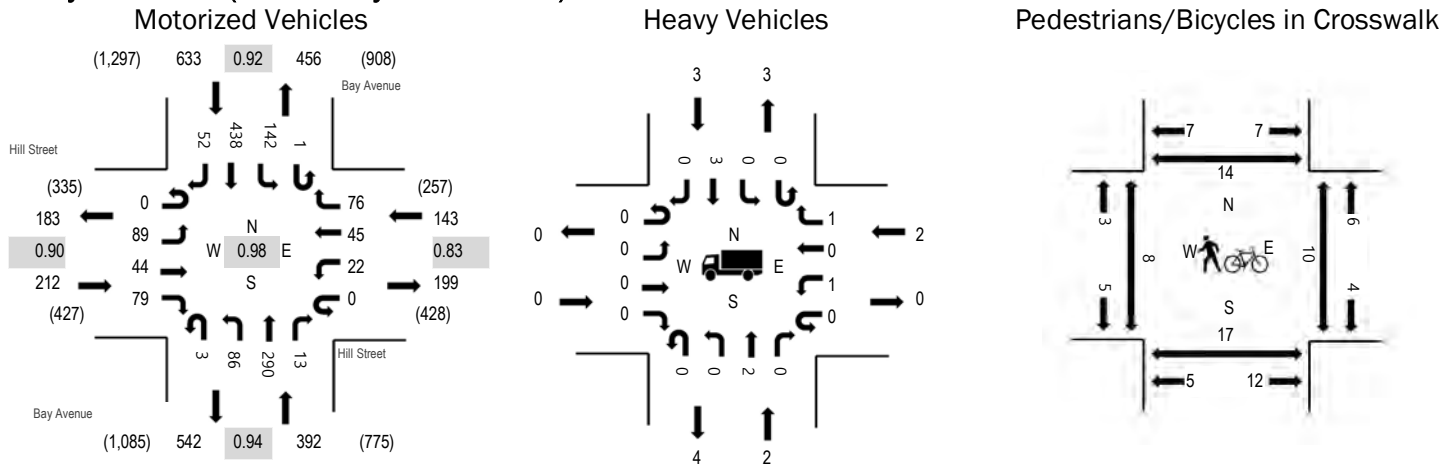 Motorized Vehicles
Heavy Vehicles
Pedestrians/Bicycles in Crosswalk
(1,297) 633 0.92 456 (908)
Bay Avenue
52 438 142 1
Hill Street
(335)
183
0.90
212
(427)
0
89
44
79
N
W 0.98 E
S
76
45
22
0
(257)
143
0.83
199
(428)
3 86 290 13
Hill Street
Bay Avenue
(1,085) 542 0.94 392 (775)
3 3
0 3 0 0
0
0
0
0
0
0
N
W E
S
1
0
1
0
2
0
0 0 2 0
4 2
7 7
14
3
8
5
N
W E
S
10
6
4
17
5 12